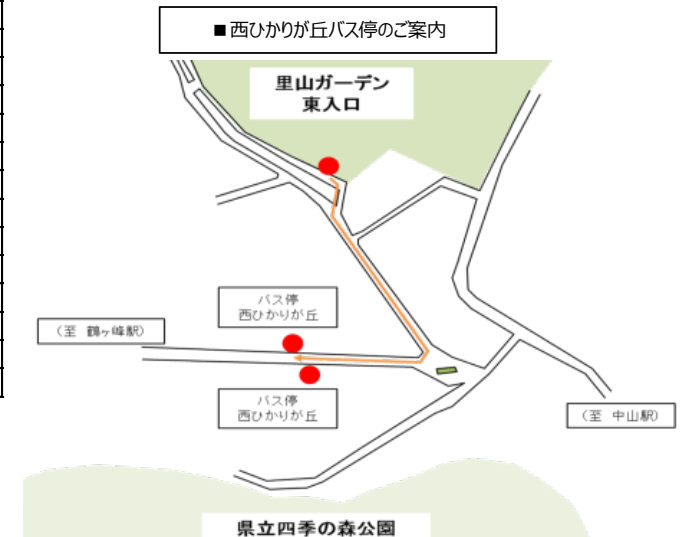 ■西ひかりが丘バス停のご案内
里山ガーデン
東入口
バス停
西ひかりが丘
（至 鶴ヶ峰駅）
バス停
西ひかりが丘
（至 中山駅）
県立四季の森公園